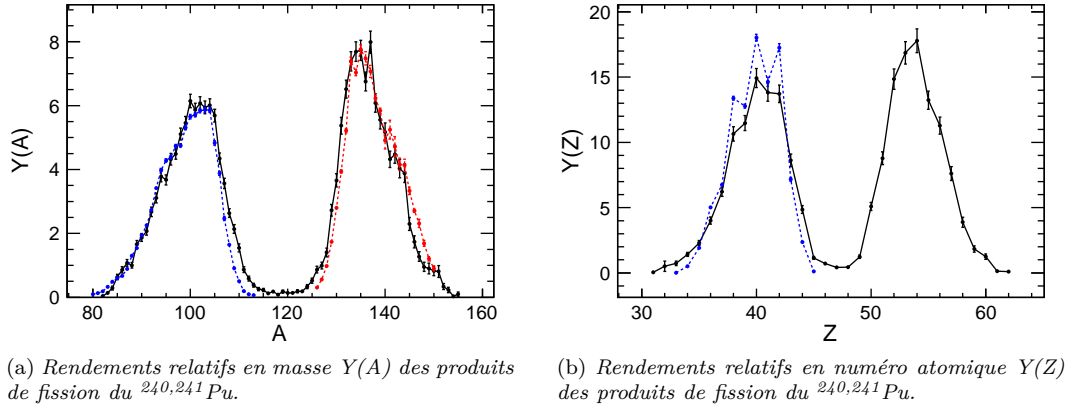 Y(A)
8
6
4
2
0
80 100 120 140 160
A
Y(Z)
20
15
10
5
0
30 40 50 60
Z
(a) Rendements relatifs en masse Y(A) des produits
de fission du 240,241Pu.
(b) Rendements relatifs en numéro atomique Y(Z)
des produits de fission du 240,241Pu.